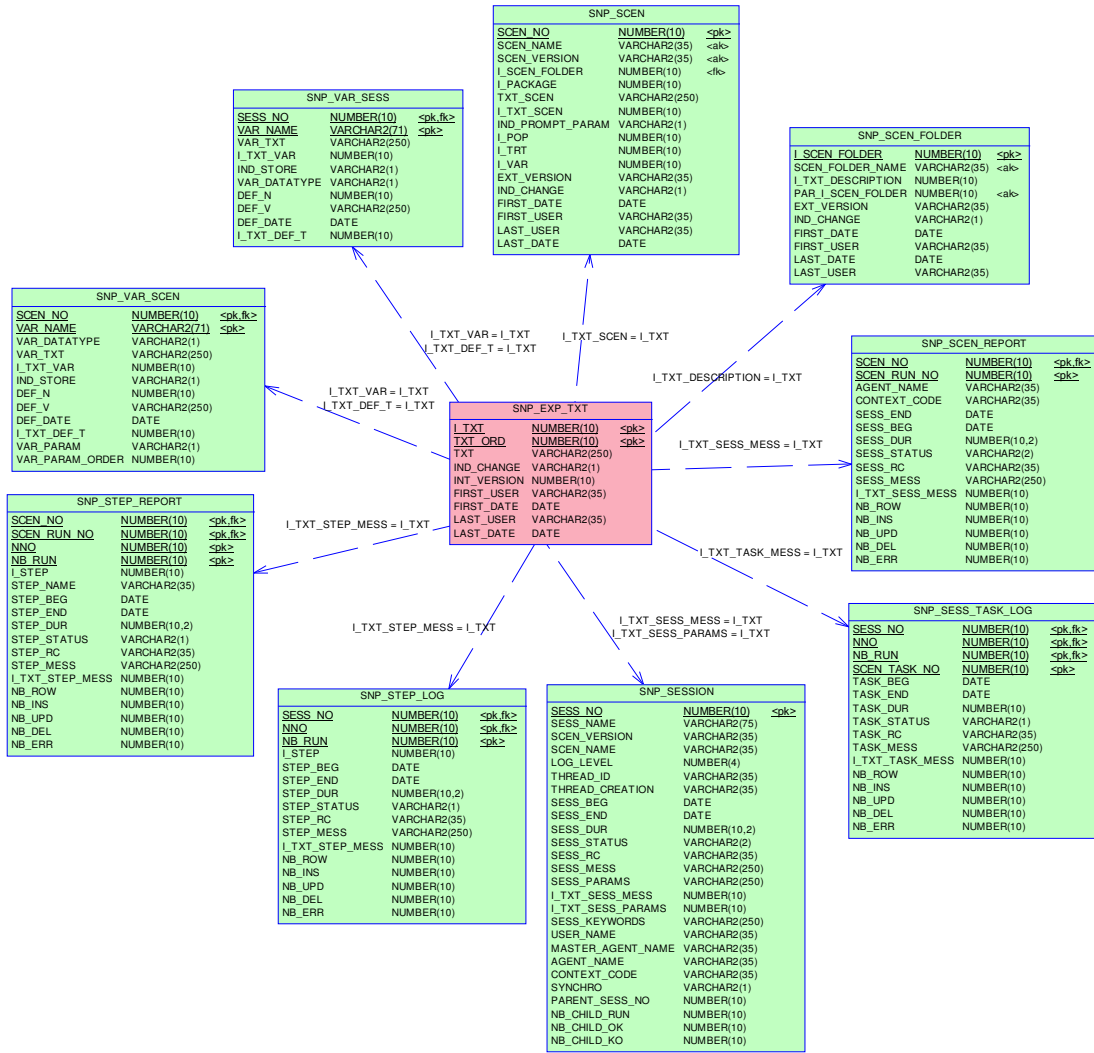 SNP_SCEN
SCEN_NO NUMBER(10) <pk>
SCEN_NAME VARCHAR2(35) <ak>
SCEN_VERSION VARCHAR2(35) <ak>
I_SCEN_FOLDER NUMBER(10) <fk>
I_PACKAGE NUMBER(10)
TXT_SCEN VARCHAR2(250)
I_TXT_SCEN NUMBER(10)
IND_PROMPT_PARAM VARCHAR2(1)
I_POP NUMBER(10)
I_TRT NUMBER(10)
I_VAR NUMBER(10)
EXT_VERSION VARCHAR2(35)
IND_CHANGE VARCHAR2(1)
FIRST_DATE DATE
FIRST_USER VARCHAR2(35)
LAST_USER VARCHAR2(35)
LAST_DATE DATE
SNP_VAR_SESS
SESS_NO NUMBER(10) <pk,fk>
VAR_NAME VARCHAR2(71) <pk>
VAR_TXT VARCHAR2(250)
I_TXT_VAR NUMBER(10)
IND_STORE VARCHAR2(1)
VAR_DATATYPE VARCHAR2(1)
DEF_N NUMBER(10)
DEF_V VARCHAR2(250)
DEF_DATE DATE
I_TXT_DEF_T NUMBER(10)
SNP_SCEN_FOLDER
I_SCEN_FOLDER NUMBER(10) <pk>
SCEN_FOLDER_NAME VARCHAR2(35) <ak>
I_TXT_DESCRIPTION NUMBER(10)
PAR_I_SCEN_FOLDER NUMBER(10) <ak>
EXT_VERSION VARCHAR2(35)
IND_CHANGE VARCHAR2(1)
FIRST_DATE DATE
FIRST_USER VARCHAR2(35)
LAST_DATE DATE
LAST_USER VARCHAR2(35)
SNP_VAR_SCEN
SCEN_NO NUMBER(10) <pk,fk>
VAR_NAME VARCHAR2(71) <pk>
VAR_DATATYPE VARCHAR2(1)
VAR_TXT VARCHAR2(250)
I_TXT_VAR NUMBER(10)
IND_STORE VARCHAR2(1)
DEF_N NUMBER(10)
DEF_V VARCHAR2(250)
DEF_DATE DATE
I_TXT_DEF_T NUMBER(10)
VAR_PARAM VARCHAR2(1)
VAR_PARAM_ORDER NUMBER(10)
I_TXT_VAR = I_TXT
I_TXT_DEF_T = I_TXT
I_TXT_SCEN = I_TXT
I_TXT_DESCRIPTION = I_TXT
I_TXT_VAR = I_TXT
I_TXT_DEF_T = I_TXT
SNP_EXP_TXT
I_TXT NUMBER(10) <pk>
TXT_ORD NUMBER(10) <pk>
TXT VARCHAR2(250)
IND_CHANGE VARCHAR2(1)
INT_VERSION NUMBER(10)
FIRST_USER VARCHAR2(35)
FIRST_DATE DATE
LAST_USER VARCHAR2(35)
LAST_DATE DATE
I_TXT_SESS_MESS = I_TXT
SNP_SCEN_REPORT
SCEN_NO NUMBER(10) <pk,fk>
SCEN_RUN_NO NUMBER(10) <pk>
AGENT_NAME VARCHAR2(35)
CONTEXT_CODE VARCHAR2(35)
SESS_END DATE
SESS_BEG DATE
SESS_DUR NUMBER(10,2)
SESS_STATUS VARCHAR2(2)
SESS_RC VARCHAR2(35)
SESS_MESS VARCHAR2(250)
I_TXT_SESS_MESS NUMBER(10)
NB_ROW NUMBER(10)
NB_INS NUMBER(10)
NB_UPD NUMBER(10)
NB_DEL NUMBER(10)
NB_ERR NUMBER(10)
SNP_STEP_REPORT
SCEN_NO NUMBER(10) <pk,fk>
SCEN_RUN_NO NUMBER(10) <pk,fk>
NNO NUMBER(10) <pk>
NB_RUN NUMBER(10) <pk>
I_STEP NUMBER(10)
STEP_NAME VARCHAR2(35)
STEP_BEG DATE
STEP_END DATE
STEP_DUR NUMBER(10,2)
STEP_STATUS VARCHAR2(1)
STEP_RC VARCHAR2(35)
STEP_MESS VARCHAR2(250)
I_TXT_STEP_MESS NUMBER(10)
NB_ROW NUMBER(10)
NB_INS NUMBER(10)
NB_UPD NUMBER(10)
NB_DEL NUMBER(10)
NB_ERR NUMBER(10)
I_TXT_STEP_MESS = I_TXT
I_TXT_TASK_MESS = I_TXT
I_TXT_STEP_MESS = I_TXT
I_TXT_SESS_MESS = I_TXT
I_TXT_SESS_PARAMS = I_TXT
SNP_SESS_TASK_LOG
SESS_NO NUMBER(10) <pk,fk>
NNO NUMBER(10) <pk,fk>
NB_RUN NUMBER(10) <pk,fk>
SCEN_TASK_NO NUMBER(10) <pk>
TASK_BEG DATE
TASK_END DATE
TASK_DUR NUMBER(10)
TASK_STATUS VARCHAR2(1)
TASK_RC VARCHAR2(35)
TASK_MESS VARCHAR2(250)
I_TXT_TASK_MESS NUMBER(10)
NB_ROW NUMBER(10)
NB_INS NUMBER(10)
NB_UPD NUMBER(10)
NB_DEL NUMBER(10)
NB_ERR NUMBER(10)
SNP_STEP_LOG
SESS_NO NUMBER(10) <pk,fk>
NNO NUMBER(10) <pk,fk>
NB_RUN NUMBER(10) <pk>
I_STEP NUMBER(10)
STEP_BEG DATE
STEP_END DATE
STEP_DUR NUMBER(10,2)
STEP_STATUS VARCHAR2(1)
STEP_RC VARCHAR2(35)
STEP_MESS VARCHAR2(250)
I_TXT_STEP_MESS NUMBER(10)
NB_ROW NUMBER(10)
NB_INS NUMBER(10)
NB_UPD NUMBER(10)
NB_DEL NUMBER(10)
NB_ERR NUMBER(10)
SNP_SESSION
SESS_NO NUMBER(10) <pk>
SESS_NAME VARCHAR2(75)
SCEN_VERSION VARCHAR2(35)
SCEN_NAME VARCHAR2(35)
LOG_LEVEL NUMBER(4)
THREAD_ID VARCHAR2(35)
THREAD_CREATION VARCHAR2(35)
SESS_BEG DATE
SESS_END DATE
SESS_DUR NUMBER(10,2)
SESS_STATUS VARCHAR2(2)
SESS_RC VARCHAR2(35)
SESS_MESS VARCHAR2(250)
SESS_PARAMS VARCHAR2(250)
I_TXT_SESS_MESS NUMBER(10)
I_TXT_SESS_PARAMS NUMBER(10)
SESS_KEYWORDS VARCHAR2(250)
USER_NAME VARCHAR2(35)
MASTER_AGENT_NAME VARCHAR2(35)
AGENT_NAME VARCHAR2(35)
CONTEXT_CODE VARCHAR2(35)
SYNCHRO VARCHAR2(1)
PARENT_SESS_NO NUMBER(10)
NB_CHILD_RUN NUMBER(10)
NB_CHILD_OK NUMBER(10)
NB_CHILD_KO NUMBER(10)